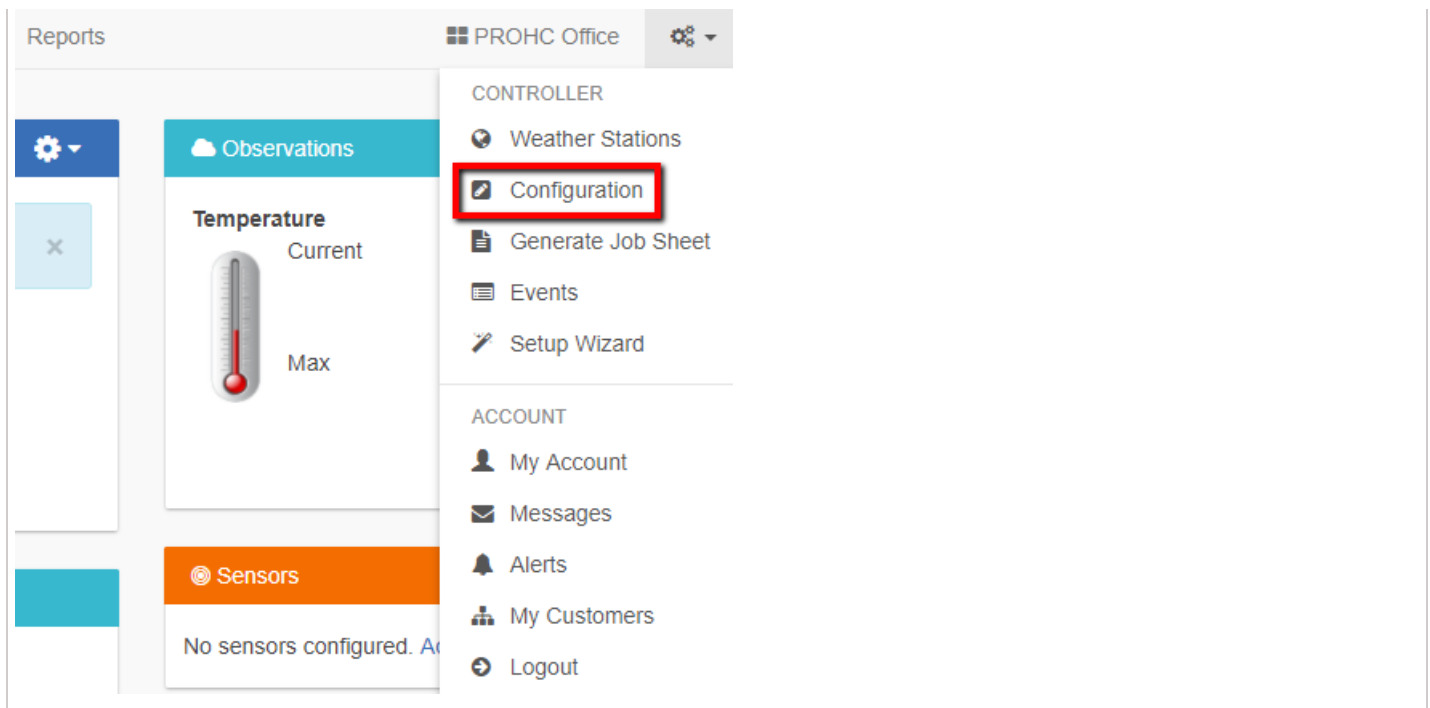 Reports
PROHC Office
CONTROLLER
Weather Stations
Configuration
Generate Job Sheet
Events
Setup Wizard
ACCOUNT
My Account
Messages
Alerts
My Customers
Logout
Observations
Temperature
Current
Max
Sensors
No sensors configured.